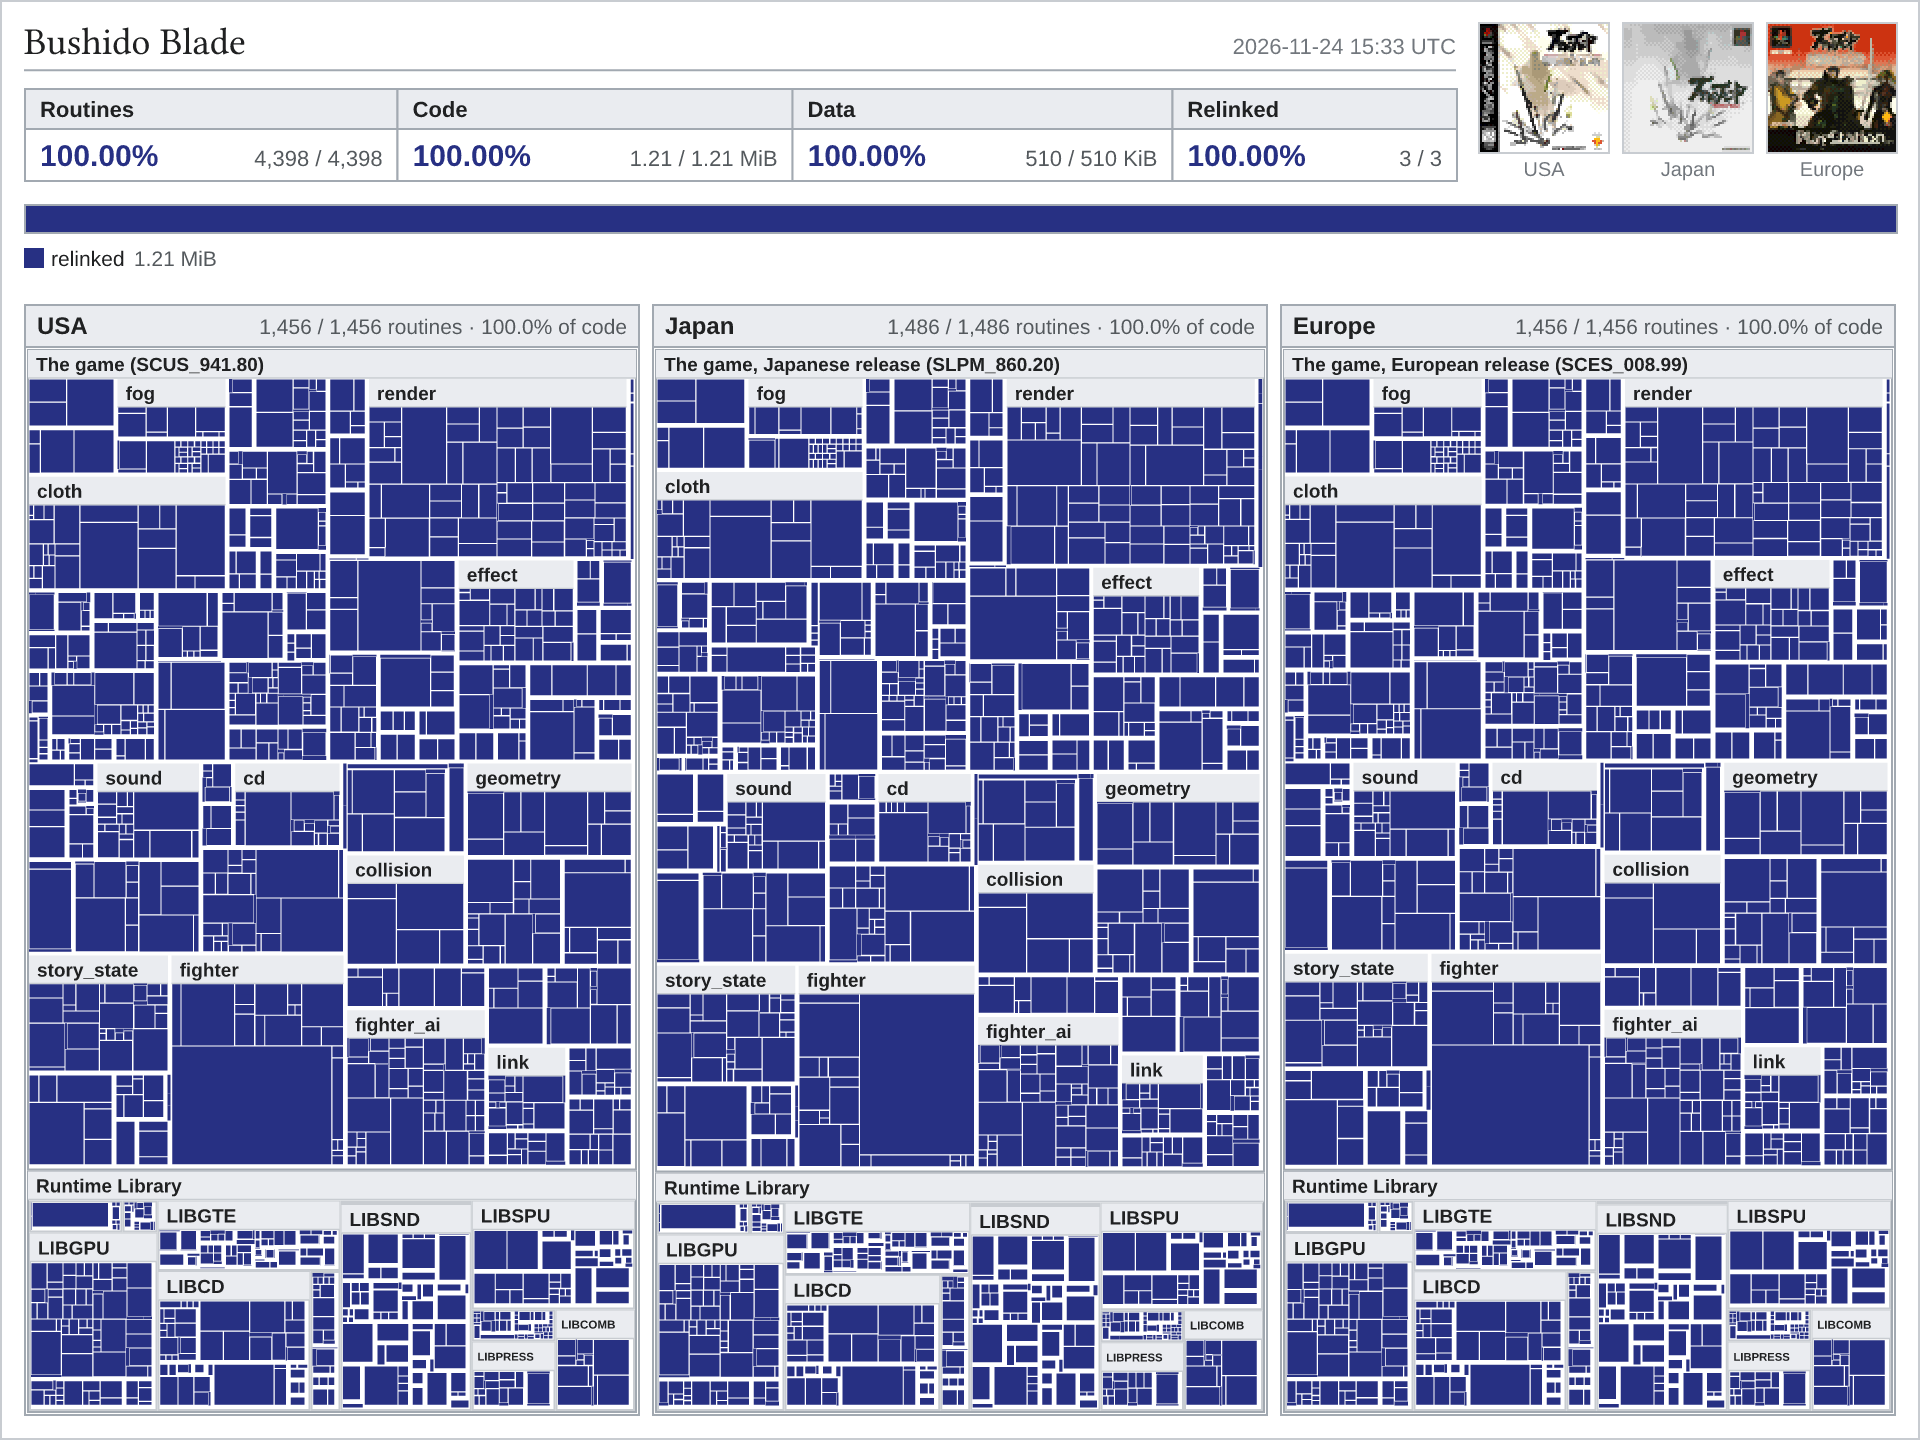 Bushido Blade
2026-11-24 15:33 UTC
Routines
Code
Data
Relinked
100.00% 4,398 / 4,398
100.00% 1.21 / 1.21 MiB
100.00% 510 / 510 KiB
100.00% 3 / 3
USA
Japan
Europe
relinked 1.21 MiB
USA 1,456 / 1,456 routines · 100.0% of code
The game (SCUS_941.80)
fog
render
cloth
effect
sound
cd
geometry
collision
story_state
fighter
fighter_ai
link
Runtime Library
LIBGTE
LIBSND
LIBSPU
LIBGPU
LIBCD
LIBCOMB
LIBPRESS
Japan 1,486 / 1,486 routines · 100.0% of code
The game, Japanese release (SLPM_860.20)
fog
render
cloth
effect
sound
cd
geometry
collision
story_state
fighter
fighter_ai
link
Runtime Library
LIBGTE
LIBSND
LIBSPU
LIBGPU
LIBCD
LIBCOMB
LIBPRESS
Europe 1,456 / 1,456 routines · 100.0% of code
The game, European release (SCES_008.99)
fog
render
cloth
effect
sound
cd
geometry
collision
story_state
fighter
fighter_ai
link
Runtime Library
LIBGTE
LIBSND
LIBSPU
LIBGPU
LIBCD
LIBCOMB
LIBPRESS